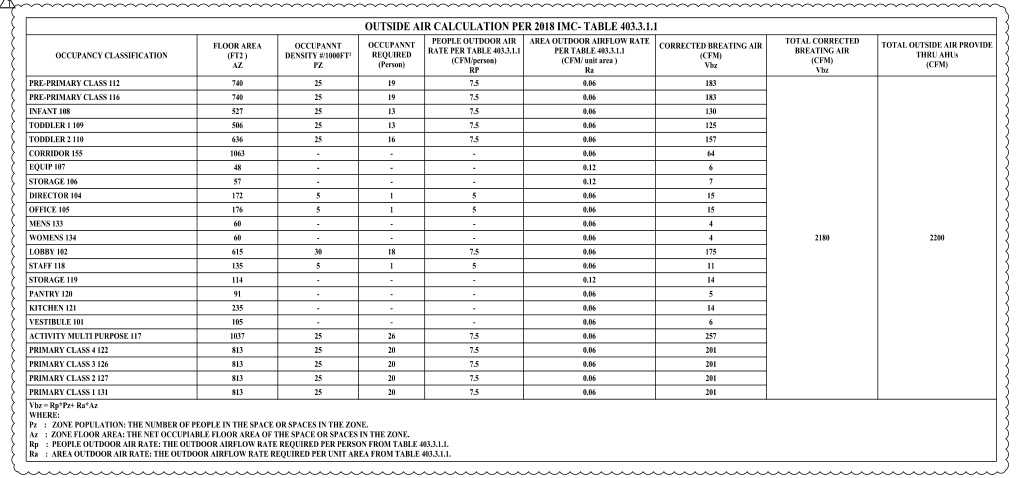 OUTSIDE AIR CALCULATION PER 2018 IMC- TABLE 403.3.1.1
OCCUPANCY CLASSIFICATION
FLOOR AREA
(FT2 )
AZ
OCCUPANNT
DENSITY #/1000FT²
PZ
OCCUPANNT
REQUIRED
(Person)
PEOPLE OUTDOOR AIR
RATE PER TABLE 403.3.1.1
(CFM/person)
RP
AREA OUTDOOR AIRFLOW RATE
PER TABLE 403.3.1.1
(CFM/ unit area )
Ra
CORRECTED BREATING AIR
(CFM)
Vbz
TOTAL CORRECTED
BREATING AIR
(CFM)
Vbz
TOTAL OUTSIDE AIR PROVIDE
THRU AHUs
(CFM)
PRE-PRIMARY CLASS 112 740 25 19 7.5 0.06 183
PRE-PRIMARY CLASS 116 740 25 19 7.5 0.06 183
INFANT 108 527 25 13 7.5 0.06 130
TODDLER 1 109 506 25 13 7.5 0.06 125
TODDLER 2 110 636 25 16 7.5 0.06 157
CORRIDOR 155 1063 - - - 0.06 64
EQUIP 107 48 - - - 0.12 6
STORAGE 106 57 - - - 0.12 7
DIRECTOR 104 172 5 1 5 0.06 15
OFFICE 105 176 5 1 5 0.06 15
MENS 133 60 - - - 0.06 4
WOMENS 134 60 - - - 0.06 4 2180 2200
LOBBY 102 615 30 18 7.5 0.06 175
STAFF 118 135 5 1 5 0.06 11
STORAGE 119 114 - - - 0.12 14
PANTRY 120 91 - - - 0.06 5
KITCHEN 121 235 - - - 0.06 14
VESTIBULE 101 105 - - - 0.06 6
ACTIVITY MULTI PURPOSE 117 1037 25 26 7.5 0.06 257
PRIMARY CLASS 4 122 813 25 20 7.5 0.06 201
PRIMARY CLASS 3 126 813 25 20 7.5 0.06 201
PRIMARY CLASS 2 127 813 25 20 7.5 0.06 201
PRIMARY CLASS 1 131 813 25 20 7.5 0.06 201
Vbz = Rp*Pz+ Ra*Az
WHERE:
Pz : ZONE POPULATION: THE NUMBER OF PEOPLE IN THE SPACE OR SPACES IN THE ZONE.
Az : ZONE FLOOR AREA: THE NET OCCUPIABLE FLOOR AREA OF THE SPACE OR SPACES IN THE ZONE.
Rp : PEOPLE OUTDOOR AIR RATE: THE OUTDOOR AIRFLOW RATE REQUIRED PER PERSON FROM TABLE 403.3.1.1.
Ra : AREA OUTDOOR AIR RATE: THE OUTDOOR AIRFLOW RATE REQUIRED PER UNIT AREA FROM TABLE 403.3.1.1.